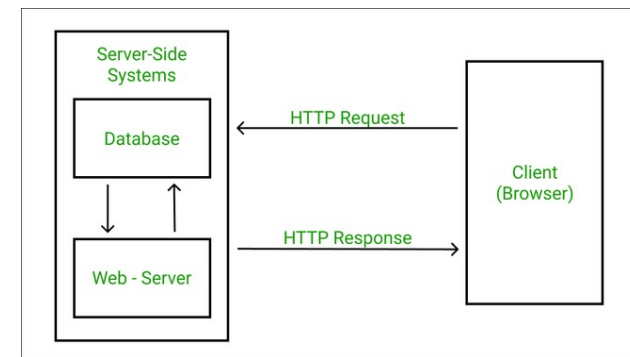 Server-Side
Systems
Database
Web - Server
HTTP Request
HTTP Response
Client
(Browser)